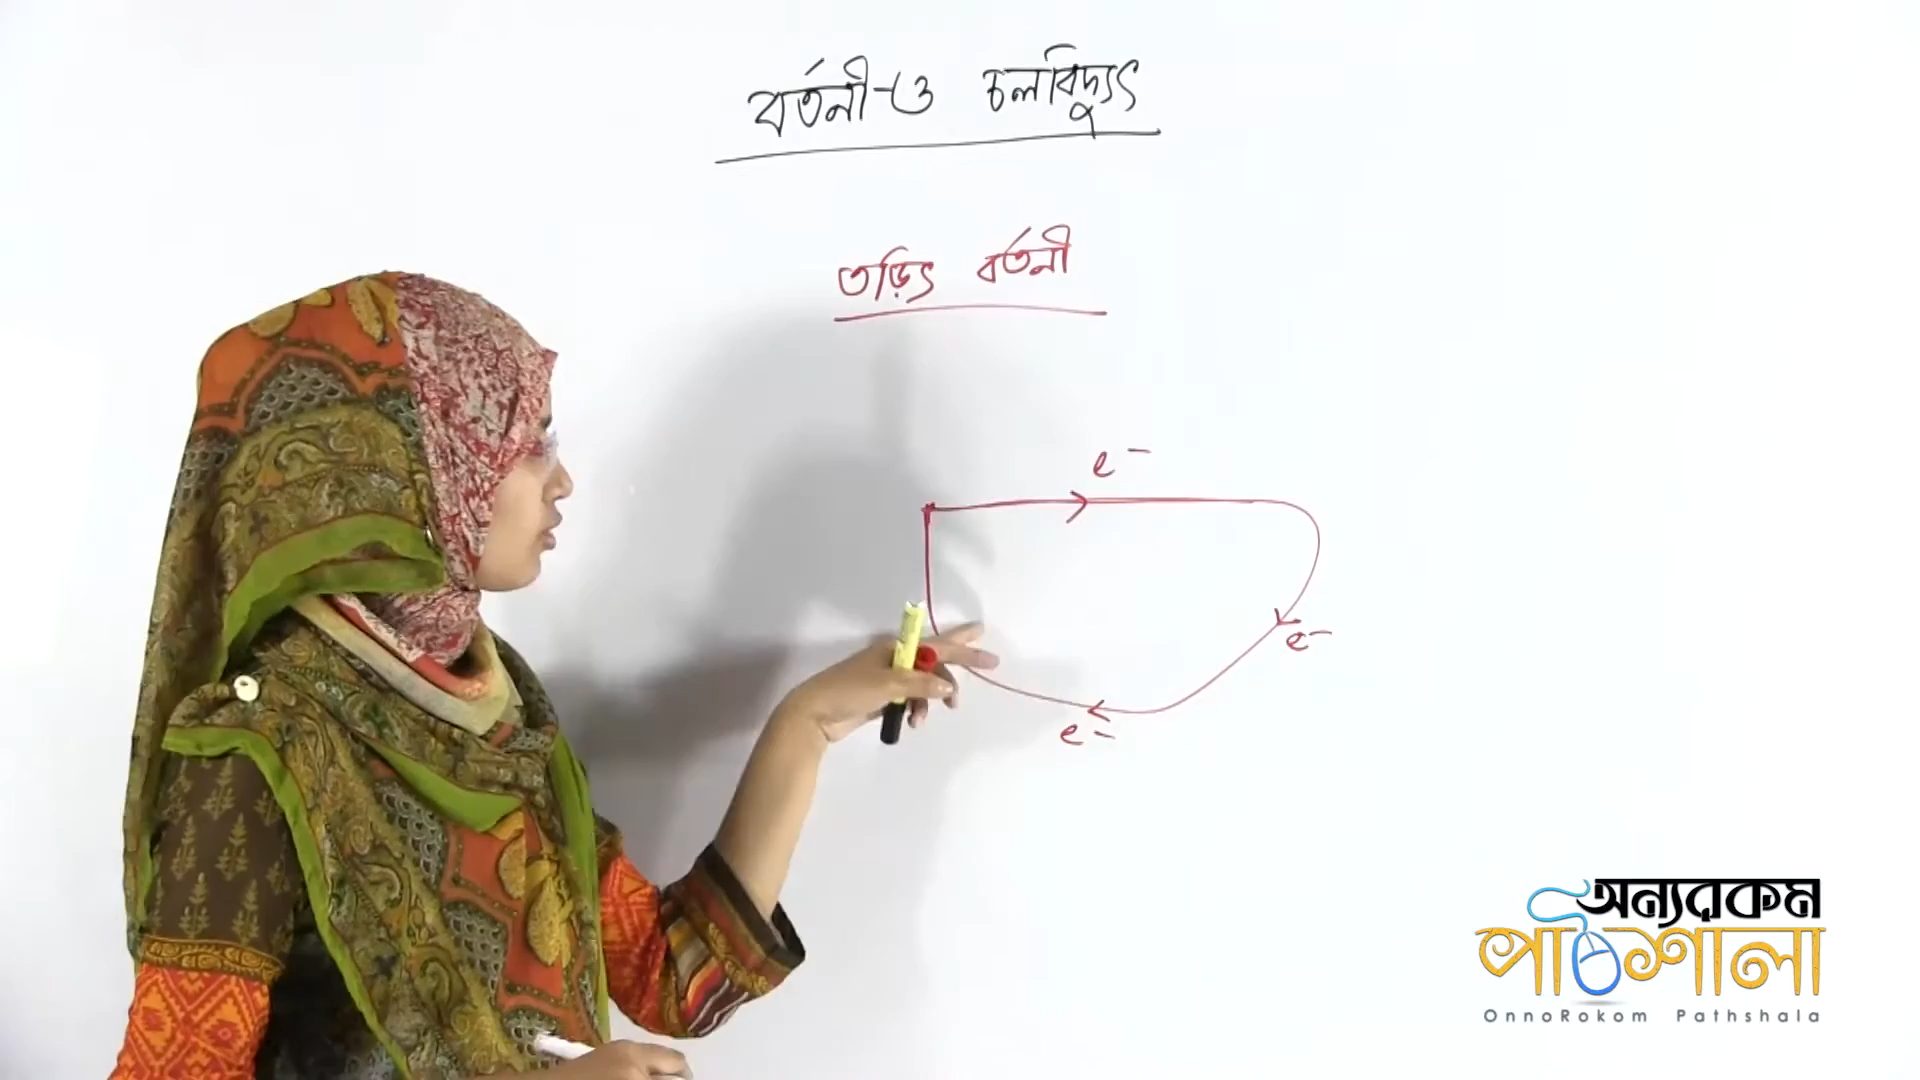 বর্তনী ও চলবিদ্যুৎ
তড়িৎ বর্তনী
e⁻
e⁻
e⁻
অন্যরকম
পাঠশালা
OnnoRokom Pathshala